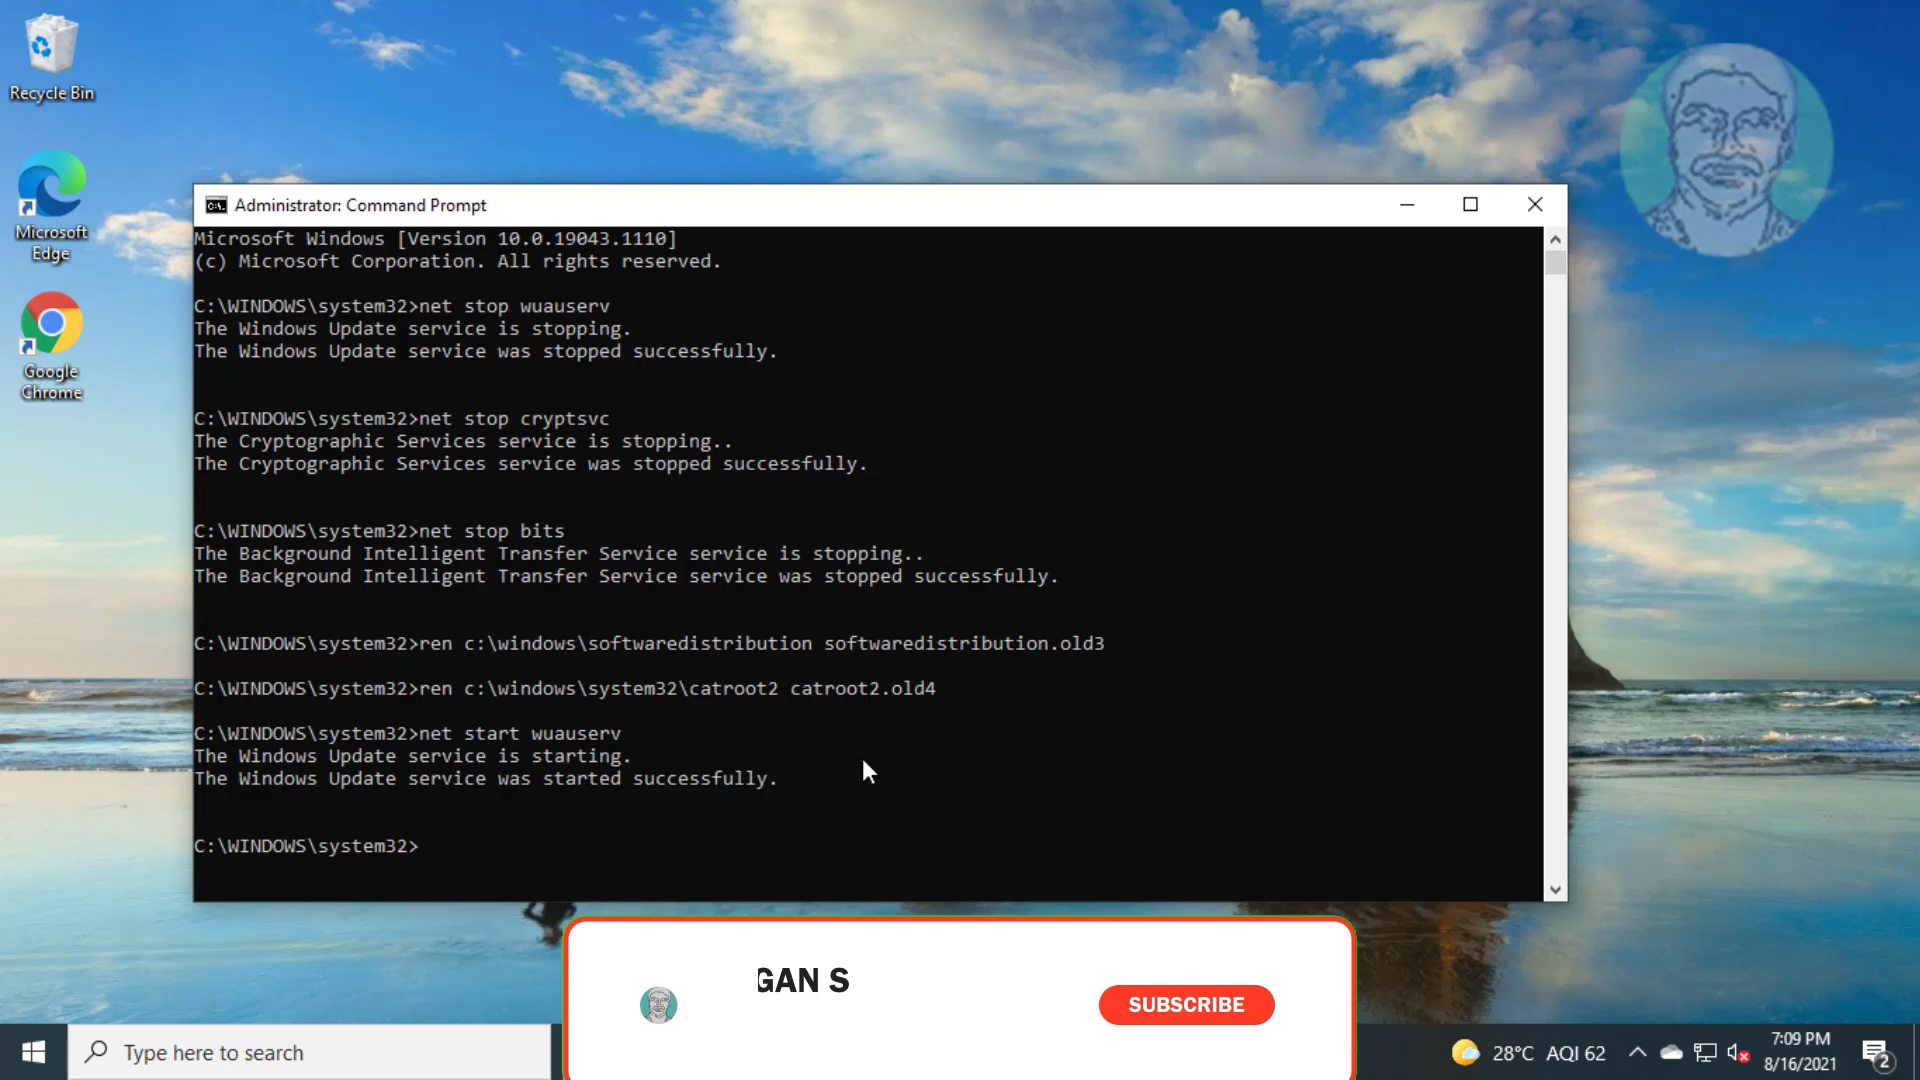 Recycle Bin
Microsoft
Edge
Google
Chrome
Administrator: Command Prompt
Microsoft Windows [Version 10.0.19043.1110]
(c) Microsoft Corporation. All rights reserved.
C:\WINDOWS\system32>net stop wuauserv
The Windows Update service is stopping.
The Windows Update service was stopped successfully.
C:\WINDOWS\system32>net stop cryptsvc
The Cryptographic Services service is stopping..
The Cryptographic Services service was stopped successfully.
C:\WINDOWS\system32>net stop bits
The Background Intelligent Transfer Service service is stopping..
The Background Intelligent Transfer Service service was stopped successfully.
C:\WINDOWS\system32>ren c:\windows\softwaredistribution softwaredistribution.old3
C:\WINDOWS\system32>ren c:\windows\system32\catroot2 catroot2.old4
C:\WINDOWS\system32>net start wuauserv
The Windows Update service is starting.
The Windows Update service was started successfully.
C:\WINDOWS\system32>
GAN S
SUBSCRIBE
Type here to search
28°C AQI 62
7:09 PM
8/16/2021
2